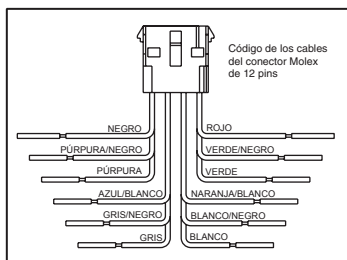 Código de los cables
del conector Molex
de 12 pins
NEGRO
ROJO
PÚRPURA/NEGRO
VERDE/NEGRO
PÚRPURA
VERDE
AZUL/BLANCO
NARANJA/BLANCO
GRIS/NEGRO
BLANCO/NEGRO
GRIS
BLANCO